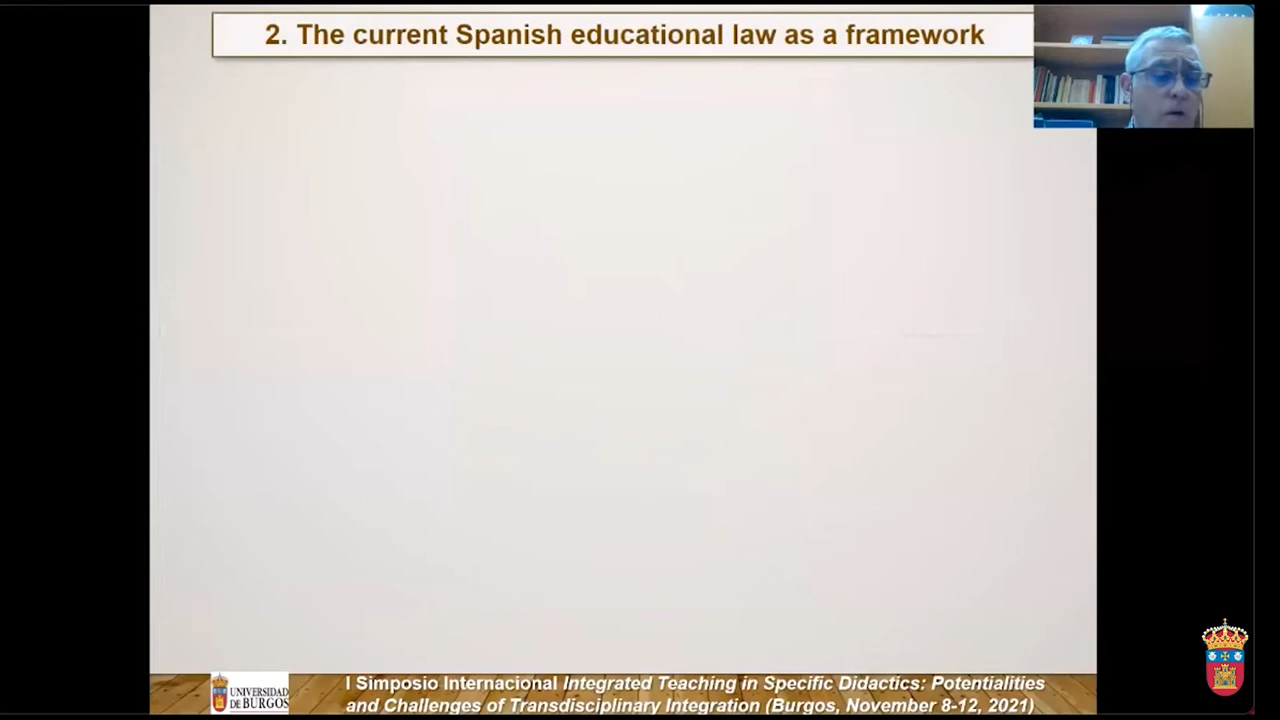 2. The current Spanish educational law as a framework
UNIVERSIDAD
DE BURGOS
I Simposio Internacional Integrated Teaching in Specific Didactics: Potentialities
and Challenges of Transdisciplinary Integration (Burgos, November 8-12, 2021)